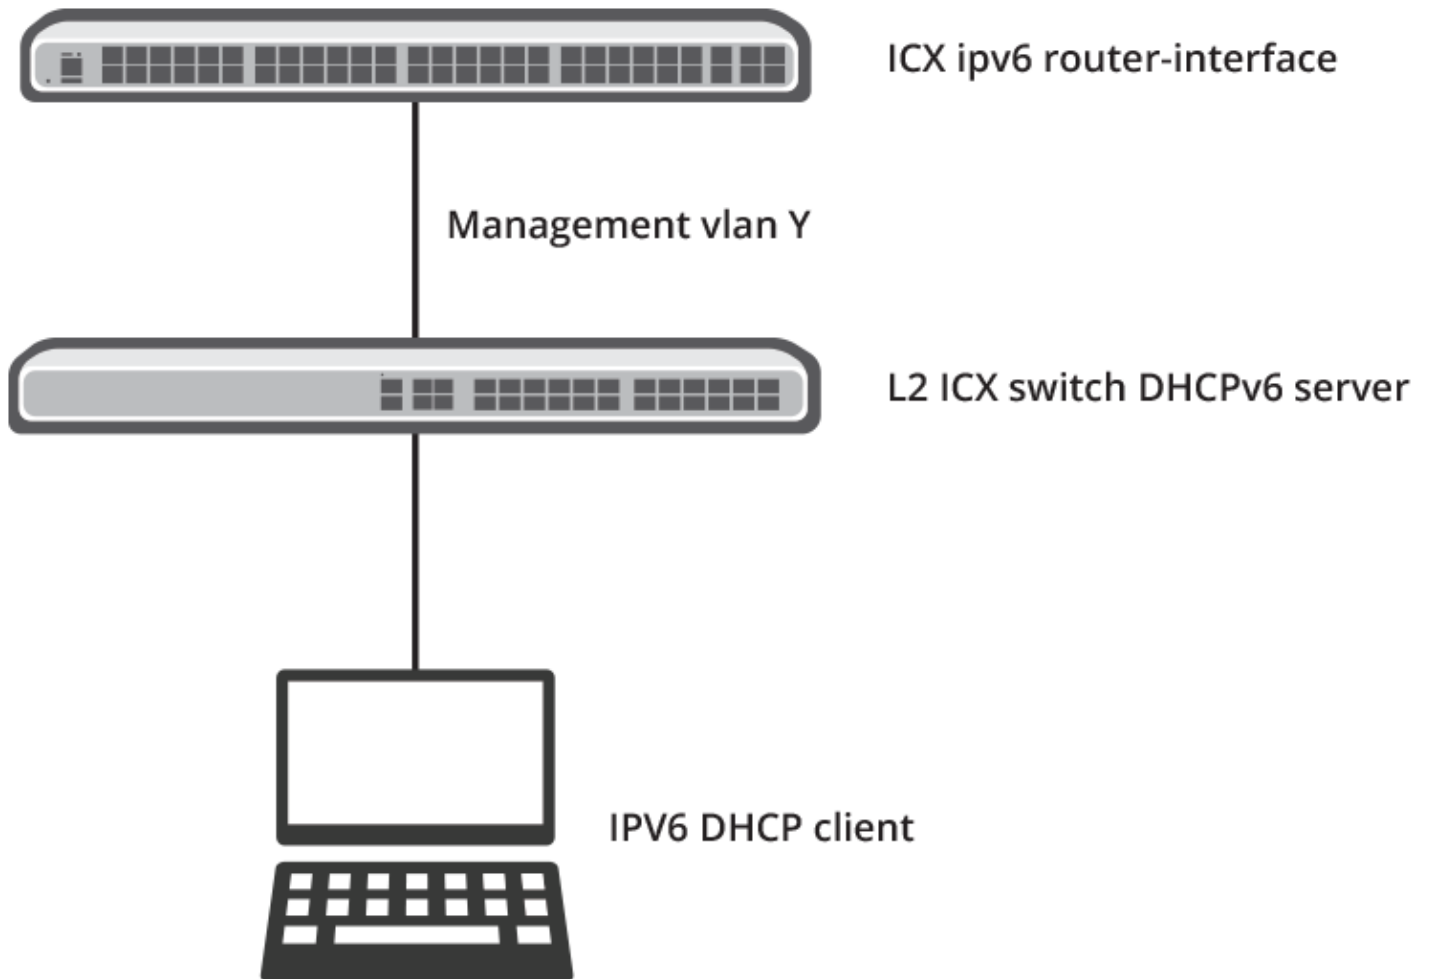 ICX ipv6 router-interface
Management vlan Y
L2 ICX switch DHCPv6 server
IPV6 DHCP client